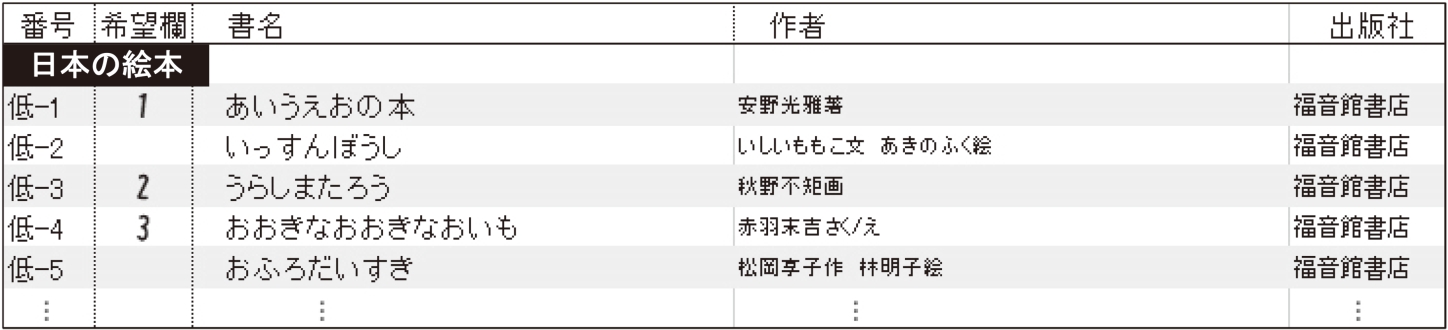 番号 希望欄 書名 作者 出版社
日本の絵本
低-1 1 あいうえおの本 安野光雅著 福音館書店
低-2 いっすんぼうし いしいももこ文 あきのふく絵 福音館書店
低-3 2 うらしまたろう 秋野不矩画 福音館書店
低-4 3 おおきなおおきなおいも 赤羽末吉さく/え 福音館書店
低-5 おふろだいすき 松岡享子作 林明子絵 福音館書店
⋮ ⋮ ⋮ ⋮